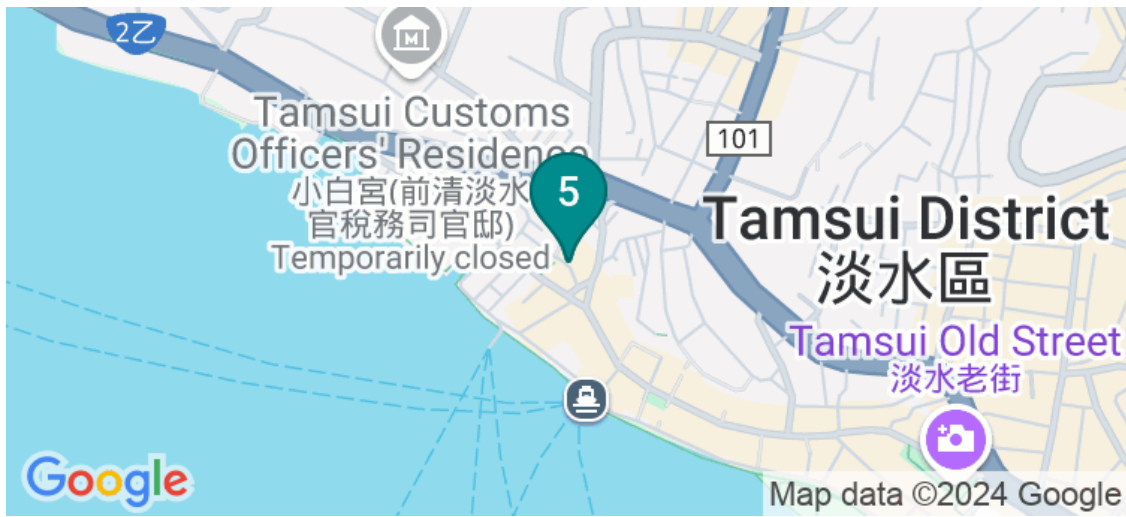 2乙
Tamsui Customs
Officers' Residence
小白宮(前清淡水
官稅務司官邸)
Temporarily closed
5
101
Tamsui District
淡水區
Tamsui Old Street
淡水老街
Google
Map data ©2024 Google